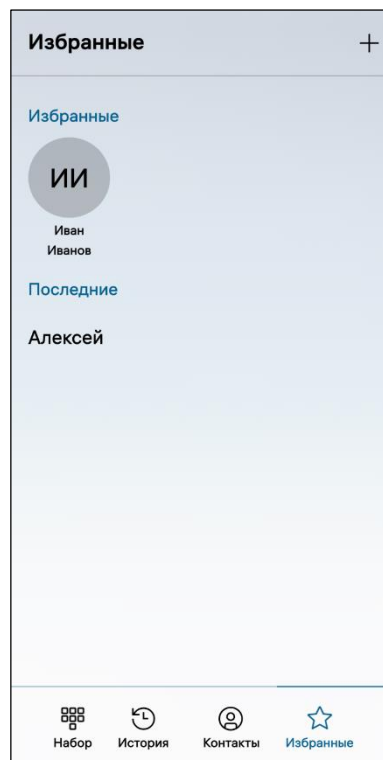 Избранные
Избранные
ИИ
Иван
Иванов
Последние
Алексей
Набор История Контакты Избранные